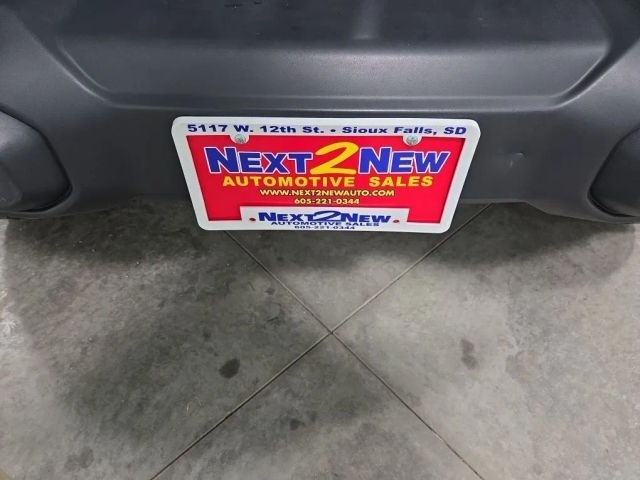 5117 W. 12th St. • Sioux Falls, SD
NEXT2NEW
AUTOMOTIVE SALES
WWW.NEXT2NEWAUTO.COM
605-221-0344
NEXT2NEW
AUTOMOTIVE SALES
605-221-0344